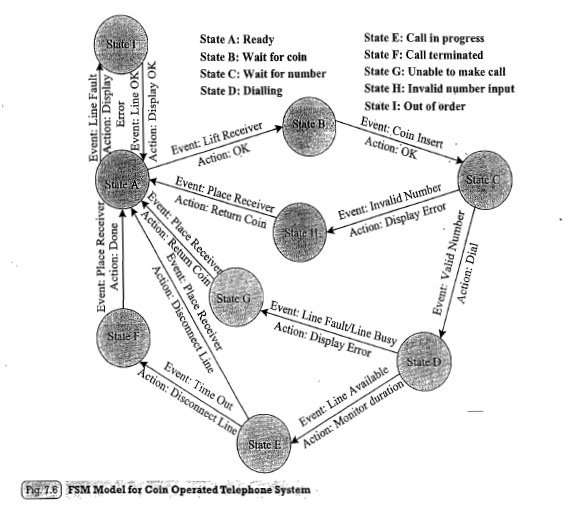 State I
State A: Ready
State B: Wait for coin
State C: Wait for number
State D: Dialling
State E: Call in progress
State F: Call terminated
State G: Unable to make call
State H: Invalid number input
State I: Out of order
Event: Line Fault
Action: Display
Error
Event: Line OK
Action: Display OK
Event: Lift Receiver
Action: OK
State B
Event: Coin Insert
Action: OK
State A
State C
Event: Place Receiver
Action: Return Coin
State H
Event: Invalid Number
Action: Display Error
Event: Place Receiver
Action: Done
Event: Place Receiver
Action: Return Coin
Event: Place Receiver
Action: Disconnect Line
State G
Event: Valid Number
Action: Dial
Event: Line Fault/Line Busy
Action: Display Error
State F
State D
Event: Time Out
Action: Disconnect Line
Event: Line Available
Action: Monitor duration
State E
Fig. 7.6 FSM Model for Coin Operated Telephone System